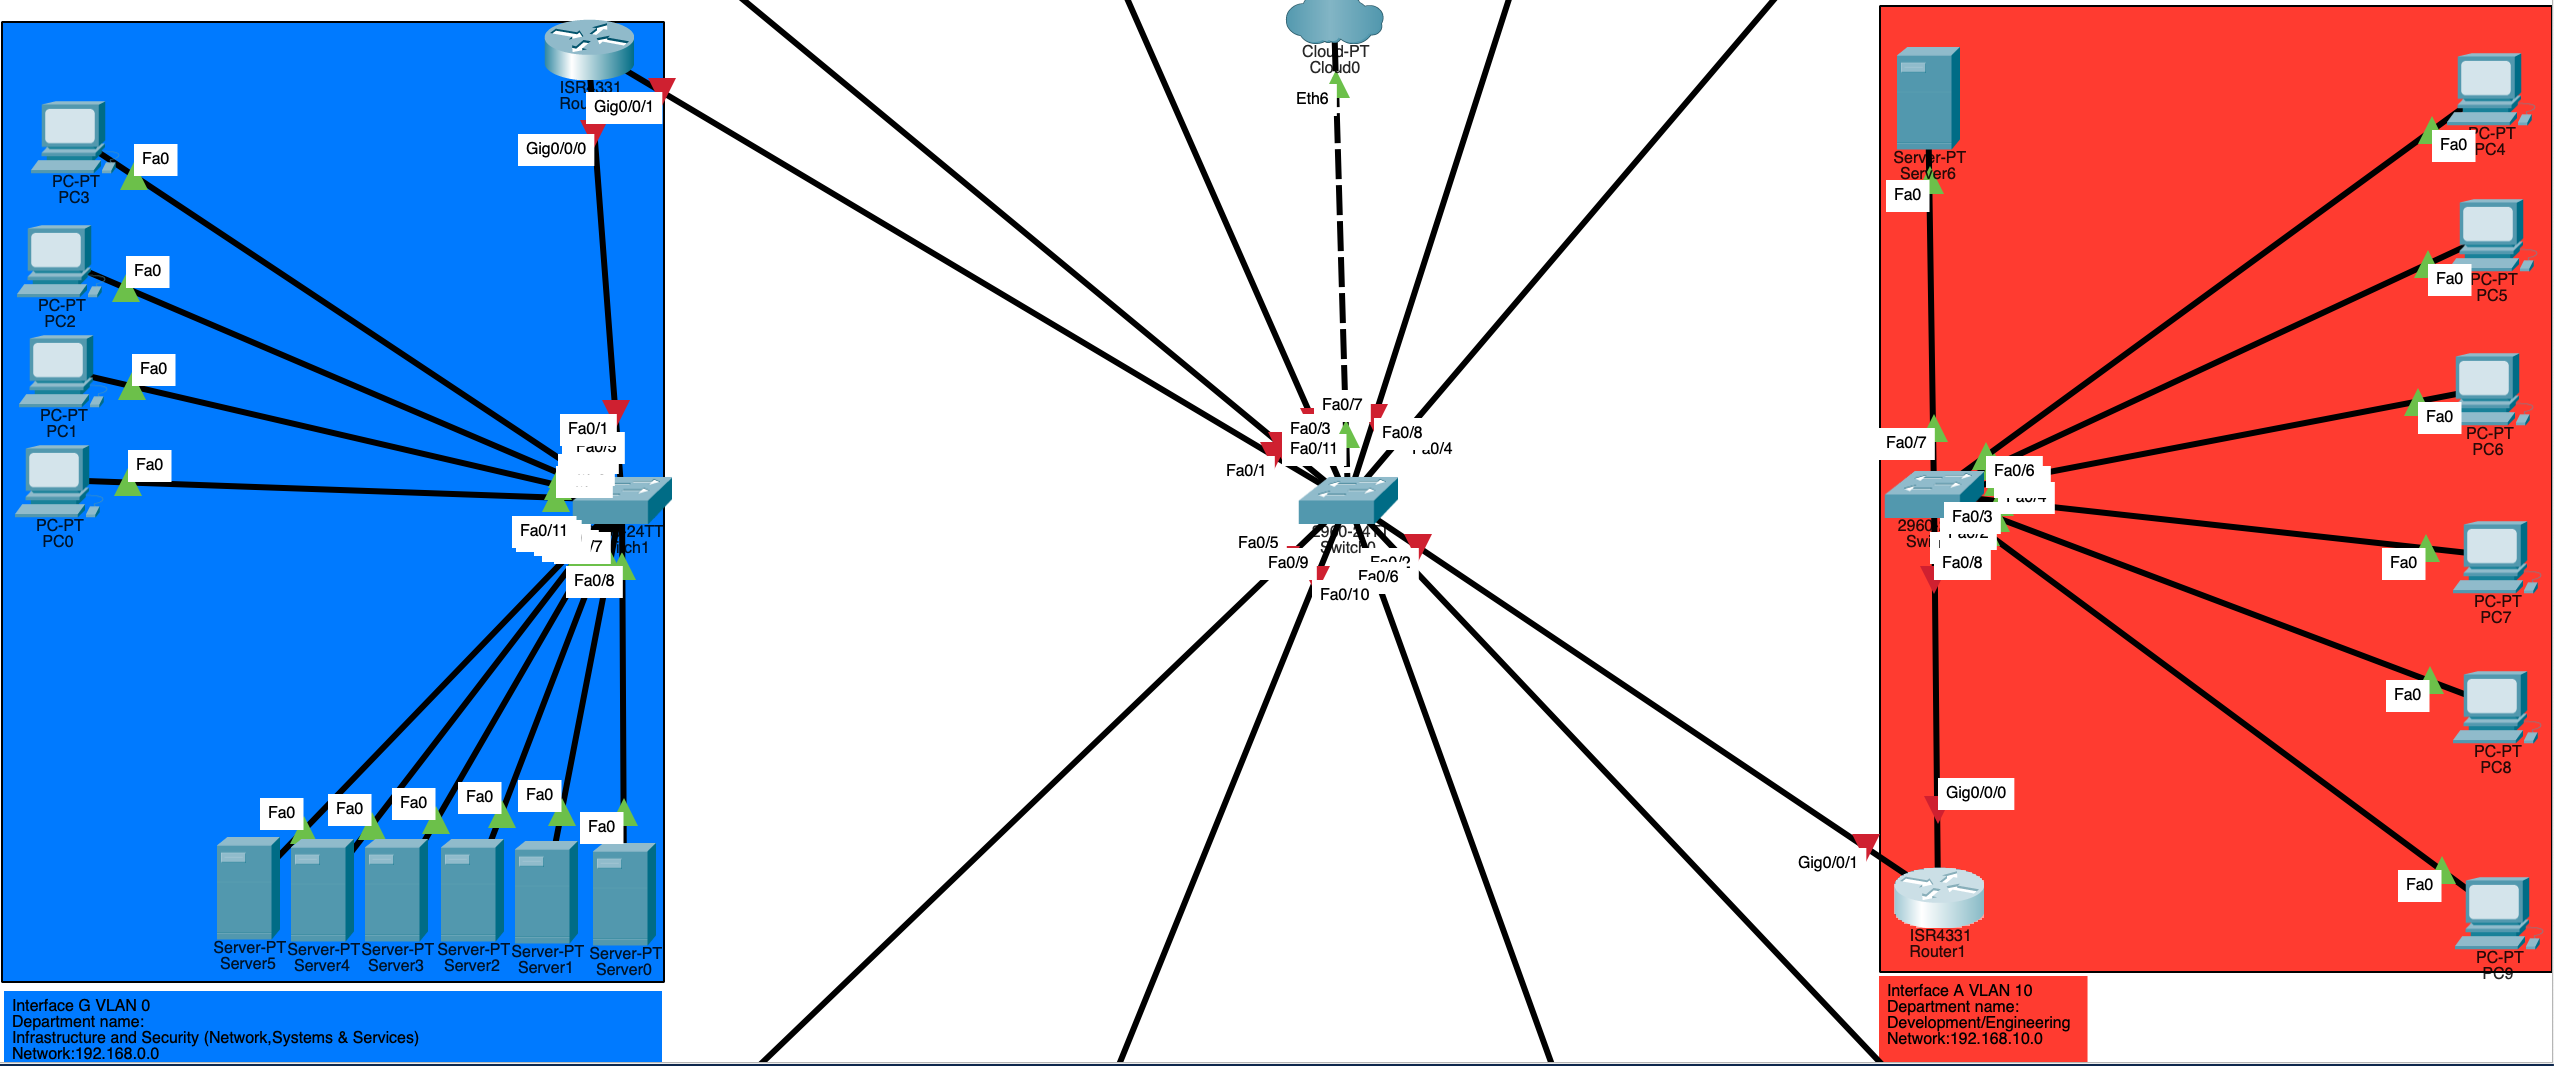 Cloud-PT
Cloud0
Eth6
ISR4331
Gig0/0/1
Gig0/0/0
PC-PT
PC3
Fa0
PC-PT
PC2
Fa0
PC-PT
PC1
Fa0
PC-PT
PC0
Fa0
Fa0/1
Fa0/5
Fa0/11
Fa0/8
Fa0
Fa0
Fa0
Fa0
Fa0
Fa0
Server-PT
Server5
Server-PT
Server4
Server-PT
Server3
Server-PT
Server2
Server-PT
Server1
Server-PT
Server0
Interface G VLAN 0
Department name:
Infrastructure and Security (Network,Systems & Services)
Network:192.168.0.0
Fa0/7
Fa0/3
Fa0/11
Fa0/8
Fa0/4
Fa0/1
2960-24TT
Switch0
Fa0/5
Fa0/9
Fa0/2
Fa0/6
Fa0/10
Server-PT
Server6
Fa0
Fa0/7
Fa0/6
Fa0/4
Fa0/3
Fa0/2
Fa0/8
Gig0/0/0
Gig0/0/1
ISR4331
Router1
PC-PT
PC4
Fa0
PC-PT
PC5
Fa0
PC-PT
PC6
Fa0
PC-PT
PC7
Fa0
PC-PT
PC8
Fa0
PC-PT
PC9
Fa0
Interface A VLAN 10
Department name:
Development/Engineering
Network:192.168.10.0